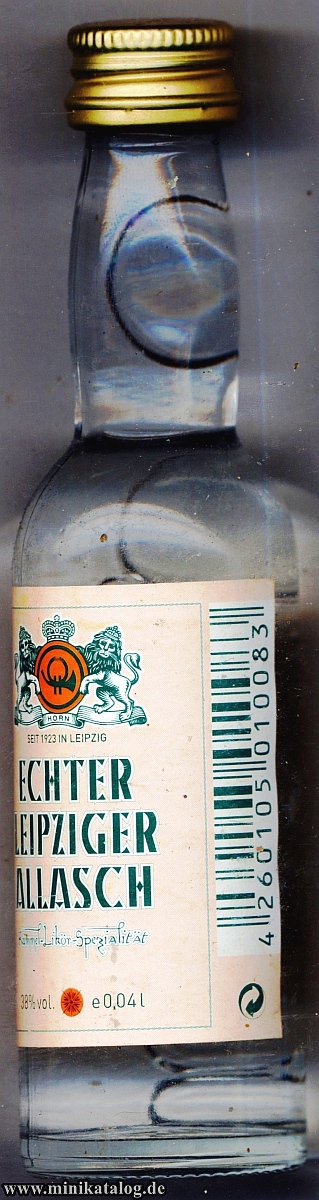 HORN
SEIT 1923 IN LEIPZIG
ECHTER
LEIPZIGER
ALLASCH
Kümmel-Likör-Spezialität
38% vol. e 0,04 l
4 260105 010083
www.minikatalog.de